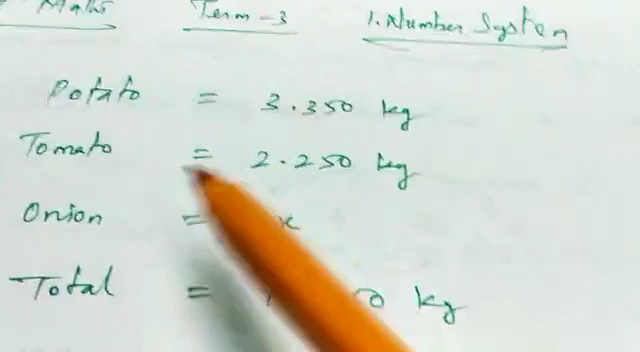 Maths Term-3 1. Number System
Potato = 3.350 kg
Tomato = 2.250 kg
Onion = x
Total = kg